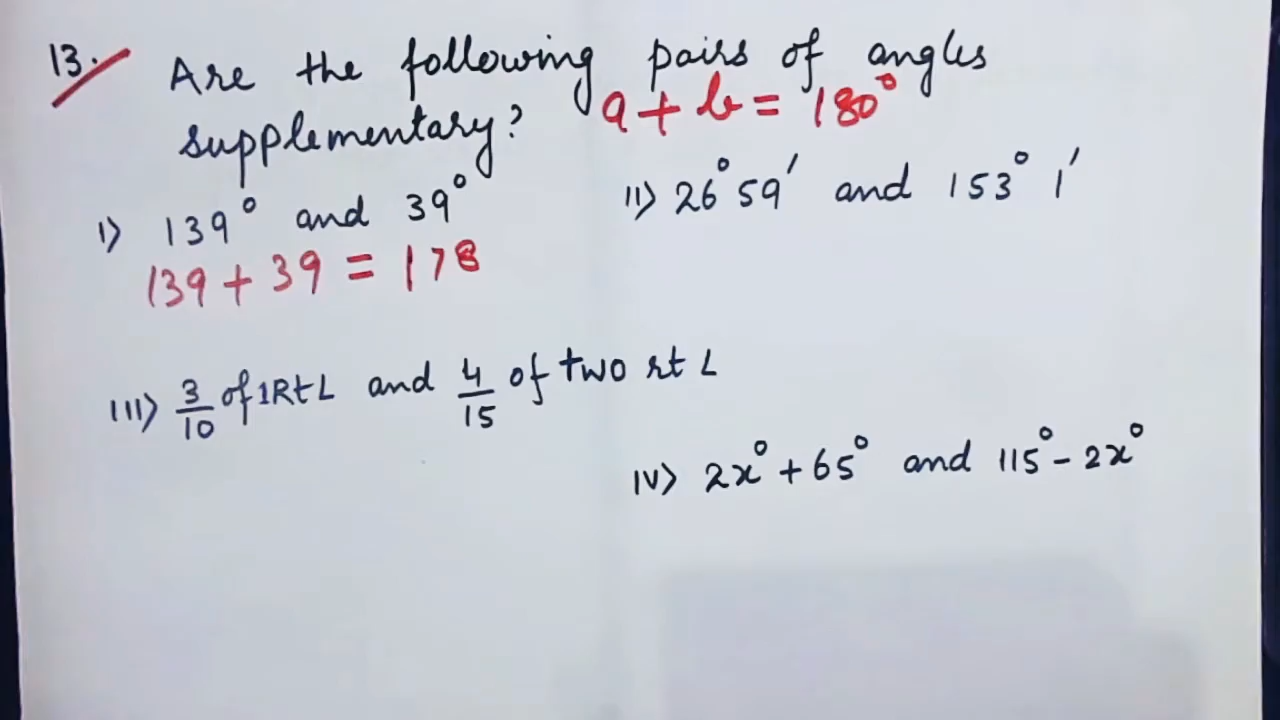 13. Are the following pairs of angles
supplementary? a + b = 180°
I) 139° and 39°
139 + 39 = 178
II) 26° 59′ and 153° 1′
III) 3/10 of 1Rt L and 4/15 of two rt L
IV) 2x° + 65° and 115° - 2x°